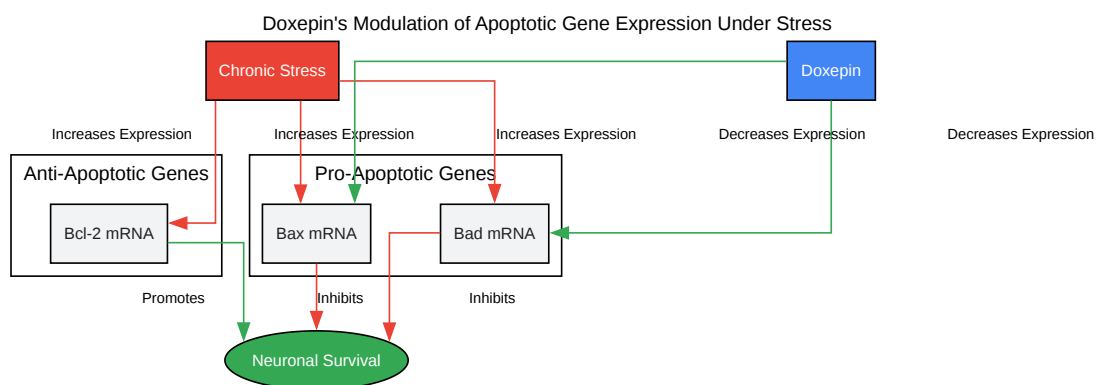 Doxepin's Modulation of Apoptotic Gene Expression Under Stress
Chronic Stress
Doxepin
Increases Expression
Increases Expression
Increases Expression
Decreases Expression
Decreases Expression
Anti-Apoptotic Genes
Pro-Apoptotic Genes
Bcl-2 mRNA
Bax mRNA
Bad mRNA
Promotes
Inhibits
Inhibits
Neuronal Survival